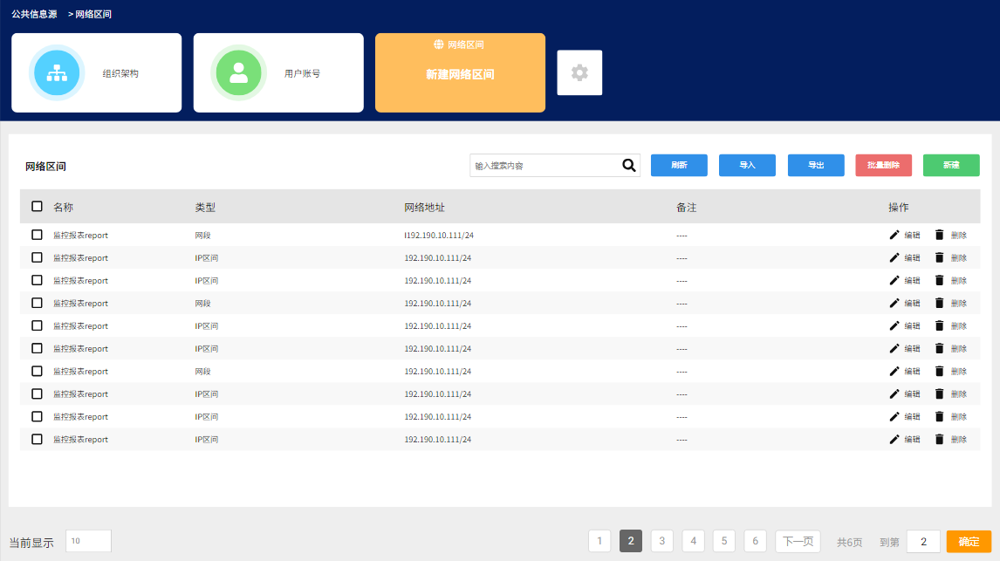 公共信息源 > 网络区间
组织架构
用户账号
网络区间
新建网络区间
网络区间
输入搜索内容
刷新
导入
导出
批量删除
新建
名称 类型 网络地址 备注 操作
监控报表report 网段 I192.190.10.111/24 ---- 编辑 删除
监控报表report IP区间 192.190.10.111/24 ---- 编辑 删除
监控报表report IP区间 192.190.10.111/24 ---- 编辑 删除
监控报表report 网段 192.190.10.111/24 ---- 编辑 删除
监控报表report IP区间 192.190.10.111/24 ---- 编辑 删除
监控报表report IP区间 192.190.10.111/24 ---- 编辑 删除
监控报表report 网段 192.190.10.111/24 ---- 编辑 删除
监控报表report IP区间 192.190.10.111/24 ---- 编辑 删除
监控报表report IP区间 192.190.10.111/24 ---- 编辑 删除
监控报表report IP区间 192.190.10.111/24 ---- 编辑 删除
当前显示 10 1 2 3 4 5 6 下一页 共6页 到第 2 确定